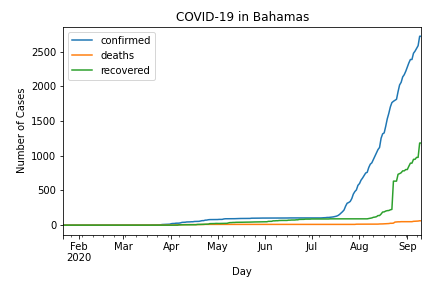 COVID-19 in Bahamas
confirmed
deaths
recovered
Number of Cases
2500
2000
1500
1000
500
0
Feb Mar Apr May Jun Jul Aug Sep
2020
Day